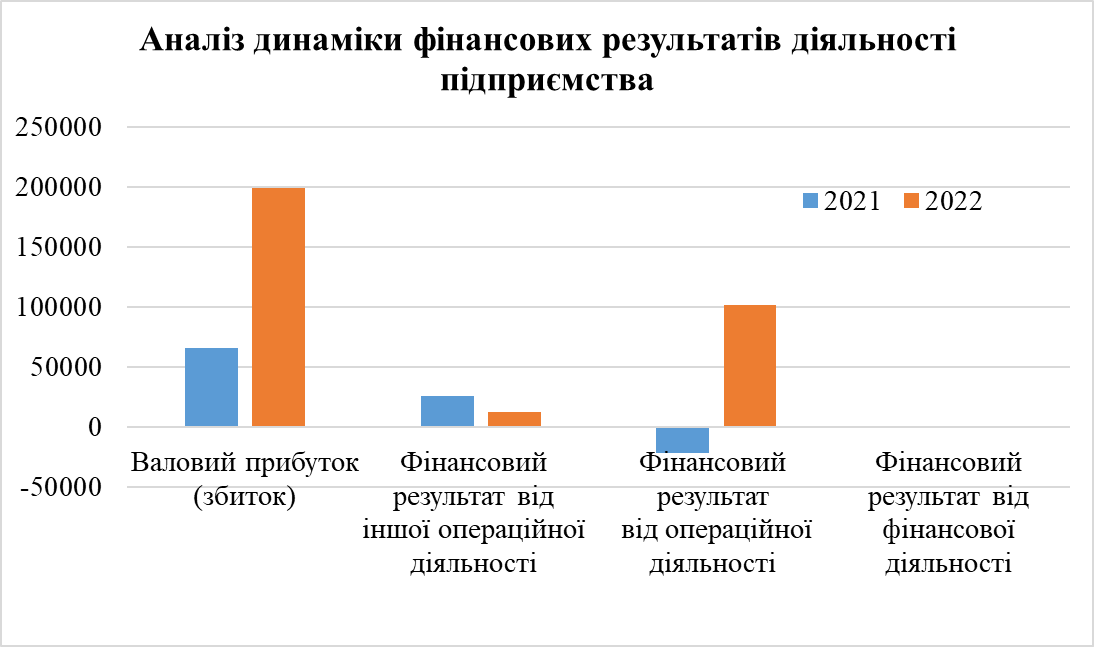 Аналіз динаміки фінансових результатів діяльності
підприємства
250000
200000
150000
100000
50000
0
-50000
2021
2022
Валовий прибуток
(збиток)
Фінансовий
результат від
іншої операційної
діяльності
Фінансовий
результат
від операційної
діяльності
Фінансовий
результат від
фінансової
діяльності